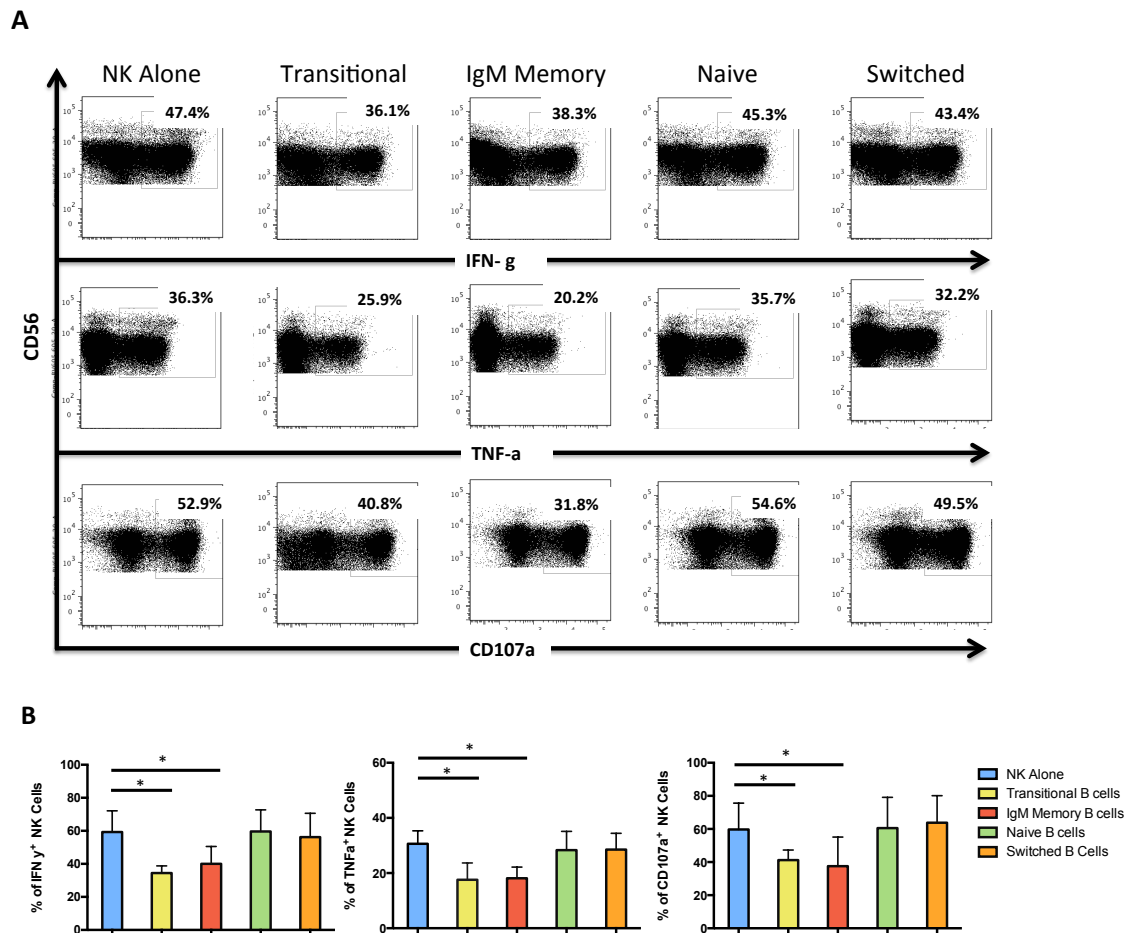 A
NK Alone Transitional IgM Memory Naive Switched
47.4% 36.1% 38.3% 45.3% 43.4%
IFN- g
36.3% 25.9% 20.2% 35.7% 32.2%
CD56
TNF-a
52.9% 40.8% 31.8% 54.6% 49.5%
CD107a
B
% of IFN y+ NK Cells
100
80
60
40
20
0
*
*
% of TNFa+ NK Cells
60
40
20
0
*
*
% of CD107a+ NK Cells
100
80
60
40
20
0
*
*
NK Alone
Transitional B cells
IgM Memory B cells
Naive B cells
Switched B Cells